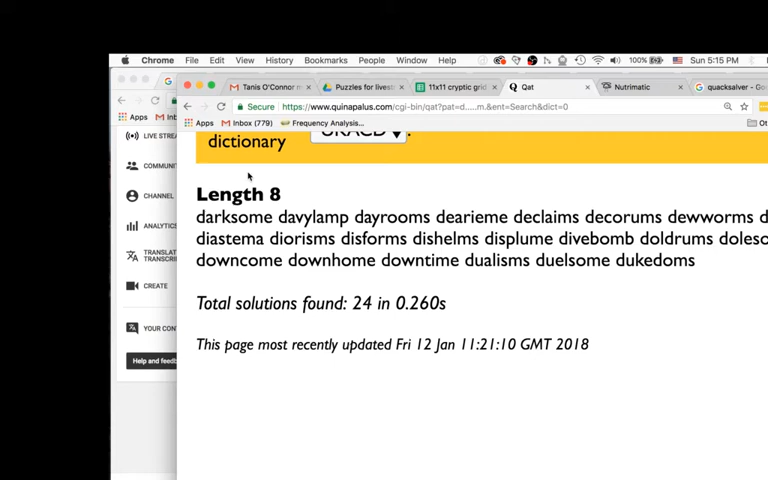 Chrome File Edit View History Bookmarks People Window Help 100% Sun 5:15 PM
Tanis O'Connor m × Puzzles for livest × 11x11 cryptic grid × Qat × Nutrimatic × quacksalver - Go
Secure https://www.quinapalus.com/cgi-bin/qat?pat=d.....m.&ent=Search&dict=0
Apps Inbox (779) Frequency Analysis...
Apps
dictionary UKACD
LIVE STREA
COMMUNI
CHANNEL
ANALYTICS
TRANSLAT
TRANSCRI
CREATE
YOUR CON
Help and feedb
Length 8
darksome davylamp dayrooms dearieme declaims decorums dewworms d
diastema diorisms disforms dishelms displume divebomb doldrums doleso
downcome downhome downtime dualisms duelsome dukedoms
Total solutions found: 24 in 0.260s
This page most recently updated Fri 12 Jan 11:21:10 GMT 2018